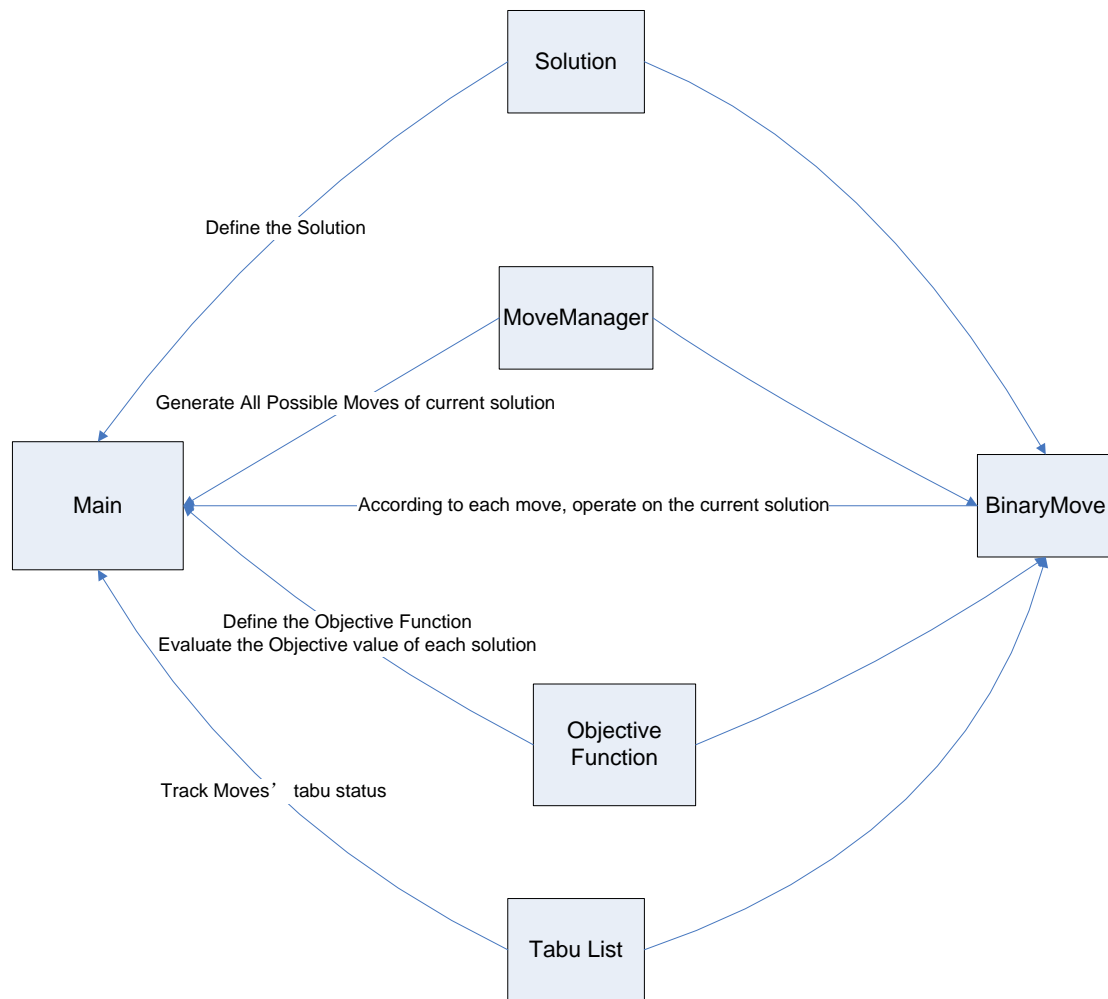 Solution
Define the Solution
MoveManager
Generate All Possible Moves of current solution
Main
According to each move, operate on the current solution
BinaryMove
Define the Objective Function
Evaluate the Objective value of each solution
Objective
Function
Track Moves’ tabu status
Tabu List